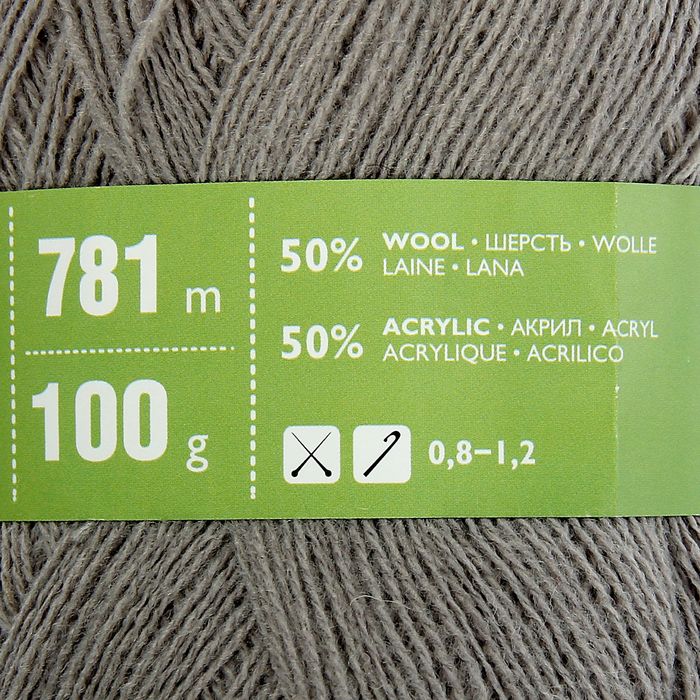 781 m
100 g
50% WOOL • ШЕРСТЬ • WOLLE
LAINE • LANA
50% ACRYLIC • АКРИЛ • ACRYL
ACRYLIQUE • ACRILICO
0,8–1,2